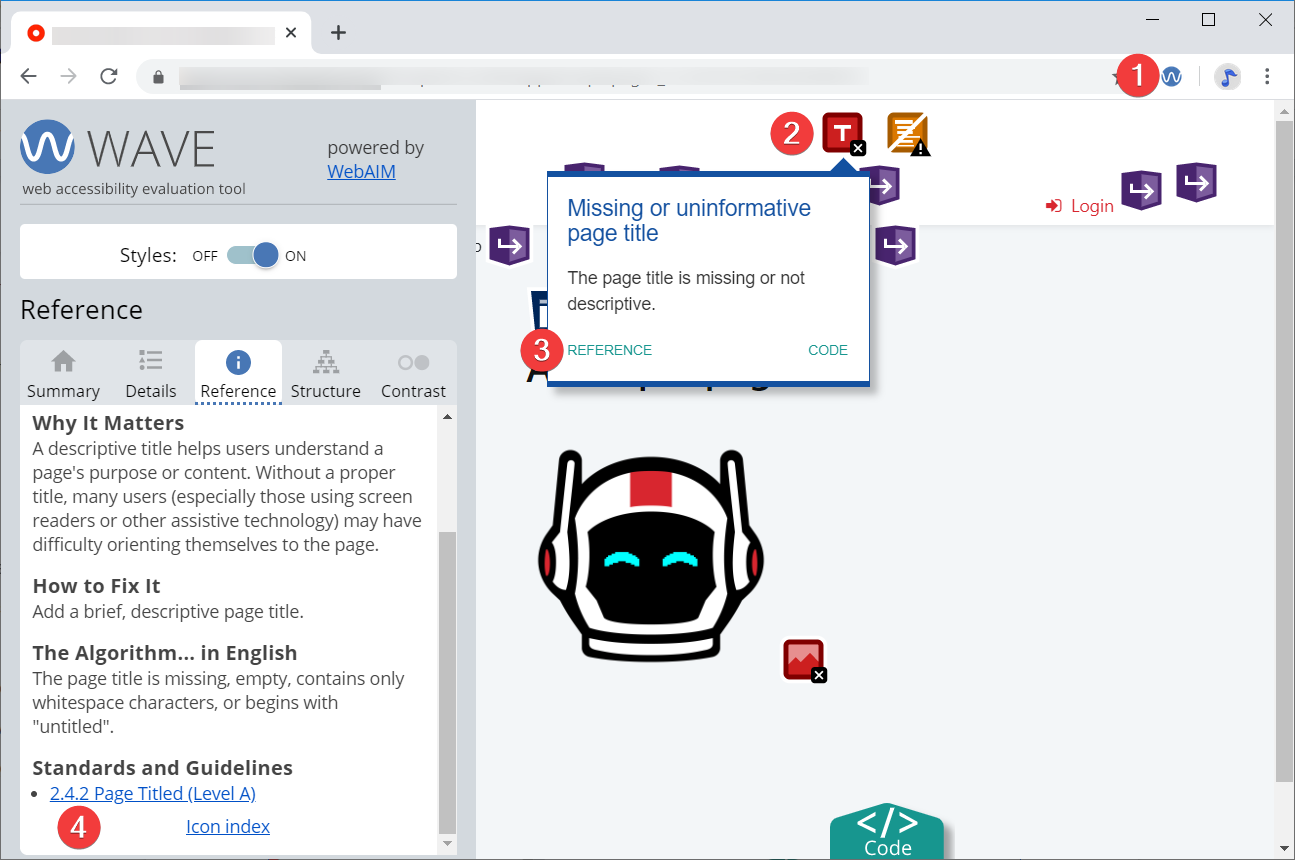 1
WAVE
web accessibility evaluation tool
powered by
WebAIM
Styles: OFF ON
Reference
Summary Details Reference Structure Contrast
Why It Matters
A descriptive title helps users understand a
page's purpose or content. Without a proper
title, many users (especially those using screen
readers or other assistive technology) may have
difficulty orienting themselves to the page.
How to Fix It
Add a brief, descriptive page title.
The Algorithm... in English
The page title is missing, empty, contains only
whitespace characters, or begins with
"untitled".
Standards and Guidelines
2.4.2 Page Titled (Level A)
4
Icon index
2
T
Login
Missing or uninformative
page title
The page title is missing or not
descriptive.
3
REFERENCE CODE
</>
Code